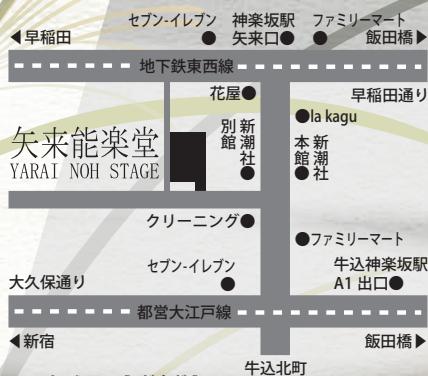 セブン-イレブン
神楽坂駅
矢来口
ファミリーマート
早稲田
飯田橋
地下鉄東西線
花屋
早稲田通り
la kagu
新潮社
別館
新潮社
本館
矢来能楽堂
YARAI NOH STAGE
クリーニング
ファミリーマート
セブン-イレブン
牛込神楽坂駅
A1 出口
大久保通り
都営大江戸線
新宿
飯田橋
牛込北町